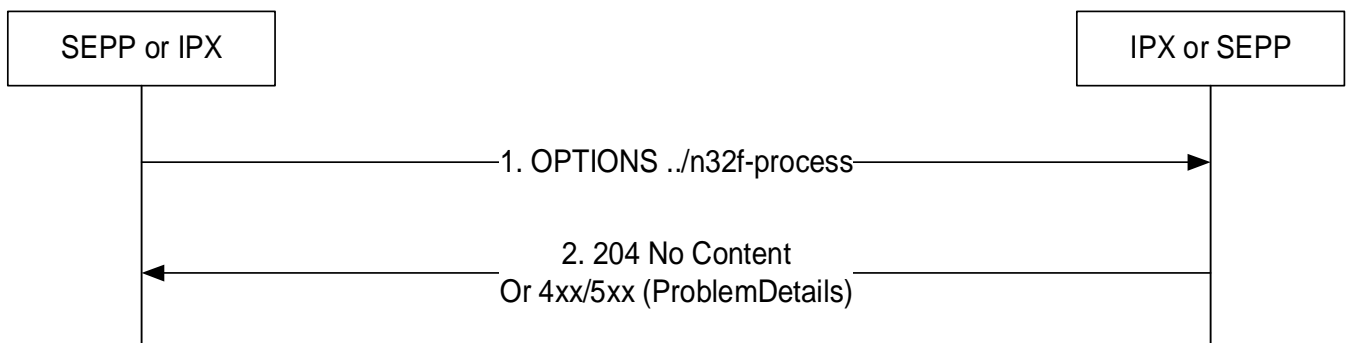 SEPP or IPX
IPX or SEPP
1. OPTIONS ../n32f-process
2. 204 No Content
Or 4xx/5xx (ProblemDetails)